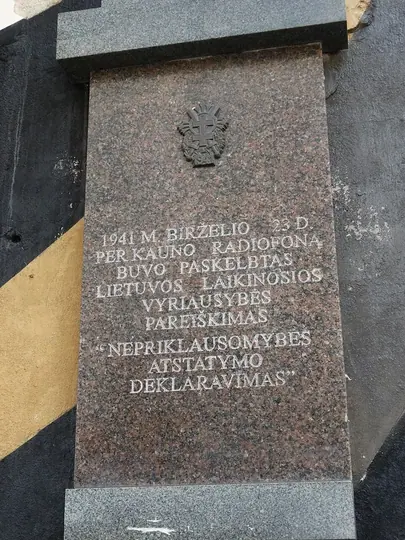 1941 M. BIRŽELIO 23 D.
PER KAUNO RADIOFONĄ
BUVO PASKELBTAS
LIETUVOS LAIKINOSIOS
VYRIAUSYBĖS
PAREIŠKIMAS
"NEPRIKLAUSOMYBĖS
ATSTATYMO
DEKLARAVIMAS"